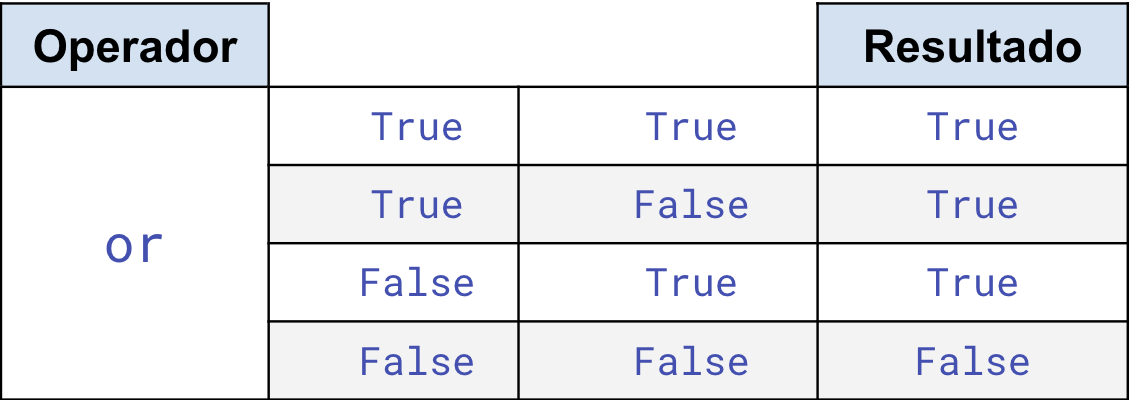 Operador Resultado
True True True
True False True
or
False True True
False False False